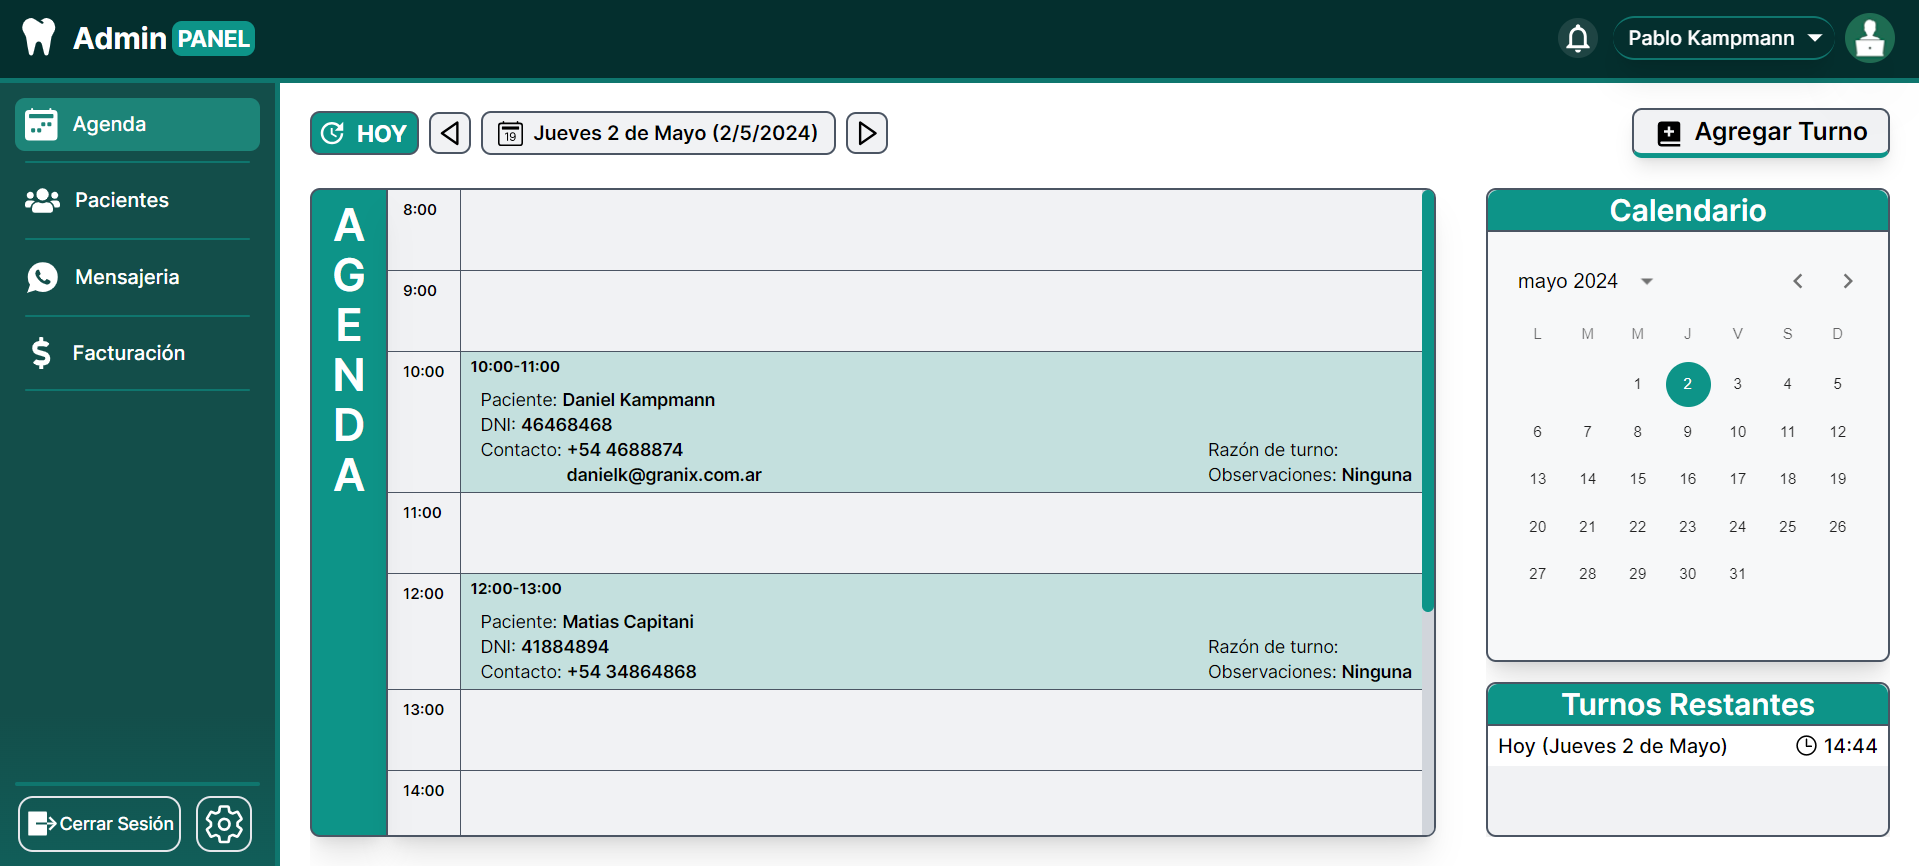 Admin PANEL
Pablo Kampmann
Agenda
Pacientes
Mensajeria
Facturación
Cerrar Sesión
HOY
19
Jueves 2 de Mayo (2/5/2024)
Agregar Turno
AGENDA
8:00
9:00
10:00
10:00-11:00
Paciente: Daniel Kampmann
DNI: 46468468
Contacto: +54 4688874
danielk@granix.com.ar
Razón de turno:
Observaciones: Ninguna
11:00
12:00
12:00-13:00
Paciente: Matias Capitani
DNI: 41884894
Contacto: +54 34864868
Razón de turno:
Observaciones: Ninguna
13:00
14:00
Calendario
mayo 2024
L M M J V S D
1 2 3 4 5
6 7 8 9 10 11 12
13 14 15 16 17 18 19
20 21 22 23 24 25 26
27 28 29 30 31
Turnos Restantes
Hoy (Jueves 2 de Mayo) 14:44